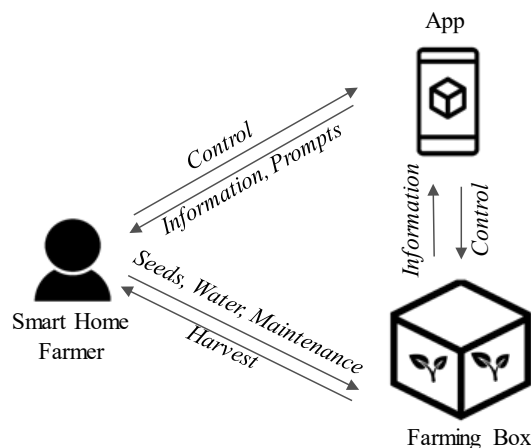 App
Control
Information, Prompts
Information
Control
Smart Home
Farmer
Seeds, Water, Maintenance
Harvest
Farming Box